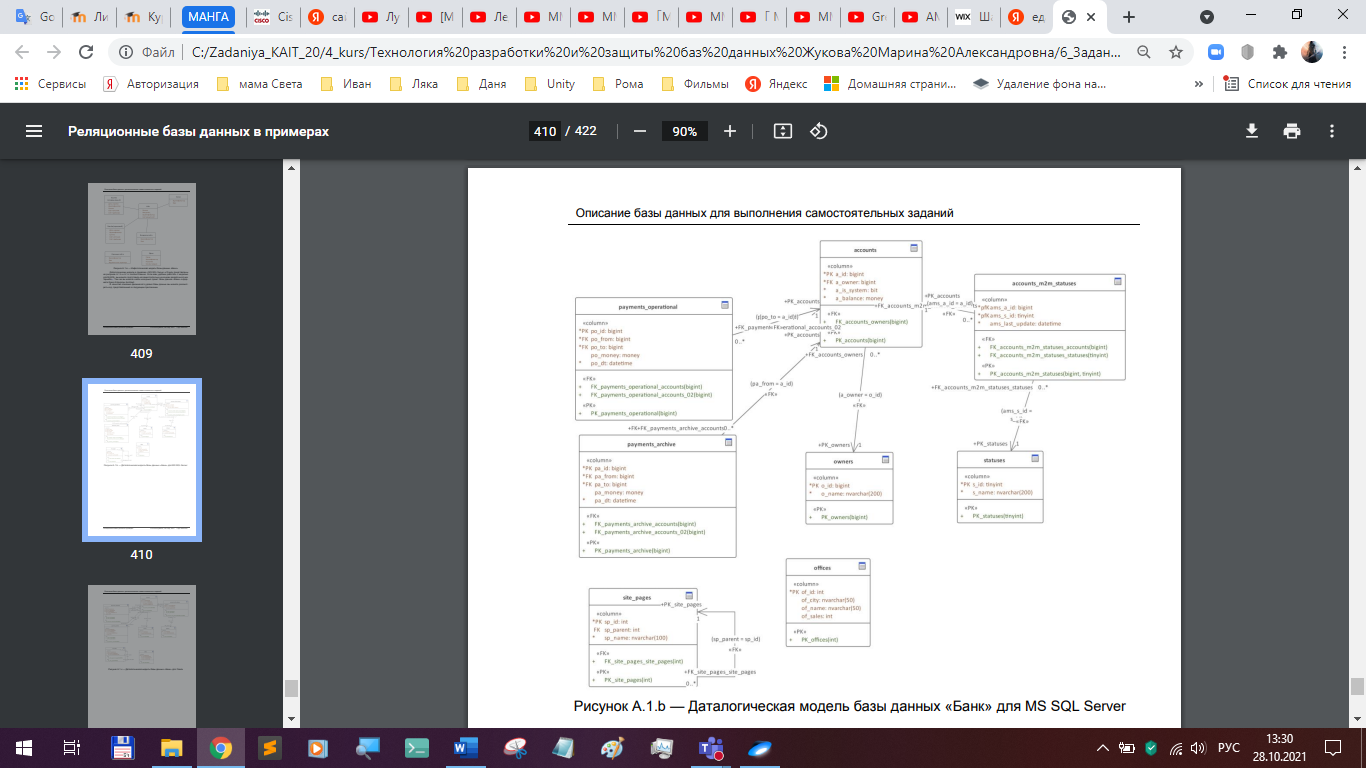 Gc
Ли
Ку
МАНГА
Cis
сай
Лу
[М
Ле
МІ
МІ
МІ
Gr
АМ
WIX
Ш
ед
Файл
C:/Zadaniya_KAIT_20/4_kurs/Технология%20разработки%20и%20защиты%20баз%20данных%20Жукова%20Марина%20Александровна/6_Задан...
Сервисы
Авторизация
мама Света
Иван
Ляка
Даня
Unity
Рома
Фильмы
Яндекс
Домашняя страни...
Удаление фона на...
»
Список для чтения
Реляционные базы данных в примерах
410 / 422
90%
409
410
Описание базы данных для выполнения самостоятельных заданий
accounts
«column»
*PK a_id: bigint
*FK a_owner: bigint
* a_is_system: bit
* a_balance: money
«FK»
+ FK_accounts_owners(bigint)
«PK»
+ PK_accounts(bigint)
accounts_m2m_statuses
«column»
*pfK ams_a_id: bigint
*pfK ams_s_id: tinyint
* ams_last_update: datetime
«FK»
+ FK_accounts_m2m_statuses_accounts(bigint)
+ FK_accounts_m2m_statuses_statuses(tinyint)
«PK»
+ PK_accounts_m2m_statuses(bigint, tinyint)
payments_operational
«column»
*PK po_id: bigint
*FK po_from: bigint
*FK po_to: bigint
po_money: money
* po_dt: datetime
«FK»
+ FK_payments_operational_accounts(bigint)
+ FK_payments_operational_accounts_02(bigint)
«PK»
+ PK_payments_operational(bigint)
+PK_accounts
(po_to = a_id)
0..*
+PK_accounts
+FK_accounts_owners 0..*
+PK_accounts
(ams_a_id = a_id)
«FK»
0..*
(pa_from = a_id)
«FK»
(a_owner = o_id)
«FK»
+PK_owners 1
+FK_accounts_m2m_statuses_statuses 0..*
(ams_s_id =
«FK»
+PK_statuses 1
+FK+FK_payments_archive_accounts0..*
payments_archive
«column»
*PK pa_id: bigint
*FK pa_from: bigint
*FK pa_to: bigint
pa_money: money
* pa_dt: datetime
«FK»
+ FK_payments_archive_accounts(bigint)
+ FK_payments_archive_accounts_02(bigint)
«PK»
+ PK_payments_archive(bigint)
owners
«column»
*PK o_id: bigint
* o_name: nvarchar(200)
«PK»
+ PK_owners(bigint)
statuses
«column»
*PK s_id: tinyint
* s_name: nvarchar(200)
«PK»
+ PK_statuses(tinyint)
offices
«column»
*PK of_id: int
of_city: nvarchar(50)
of_name: nvarchar(50)
of_sales: int
«PK»
+ PK_offices(int)
site_pages
«column»
*PK sp_id: int
FK sp_parent: int
* sp_name: nvarchar(100)
«FK»
+ FK_site_pages_site_pages(int)
«PK»
+ PK_site_pages(int)
+PK_site_pages
1
(sp_parent = sp_id)
«FK»
+FK_site_pages_site_pages
0..*
Рисунок A.1.b — Даталогическая модель базы данных «Банк» для MS SQL Server
РУС
13:30
28.10.2021